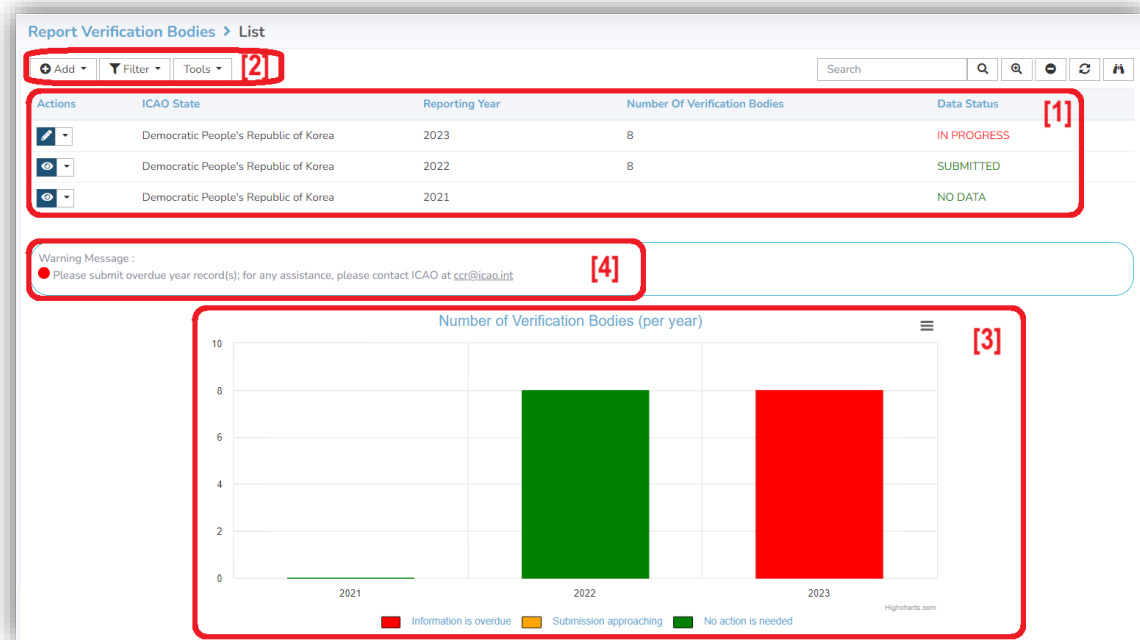 Report Verification Bodies > List
Add Filter Tools [2] Search
Actions ICAO State Reporting Year Number Of Verification Bodies Data Status [1]
Democratic People's Republic of Korea 2023 8 IN PROGRESS
Democratic People's Republic of Korea 2022 8 SUBMITTED
Democratic People's Republic of Korea 2021 NO DATA
Warning Message :
Please submit overdue year record(s); for any assistance, please contact ICAO at ccr@icao.int [4]
Number of Verification Bodies (per year) [3]
10
8
6
4
2
0
2021 2022 2023
Highcharts.com
Information is overdue Submission approaching No action is needed